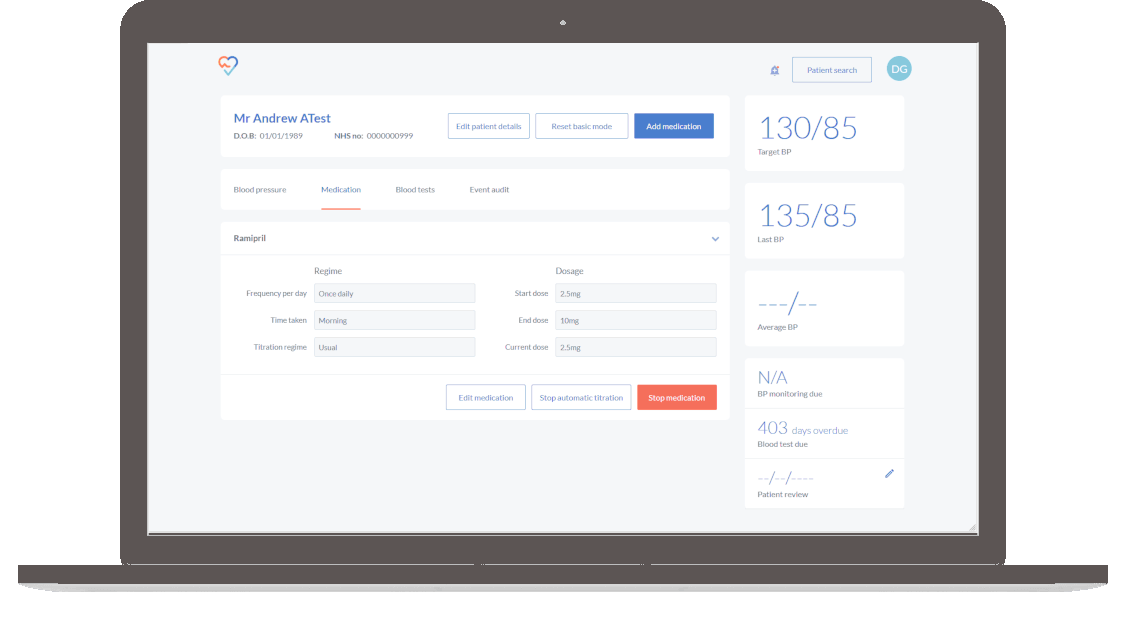 DG
Patient search
Mr Andrew ATest
D.O.B: 01/01/1989 NHS no: 0000000999
Edit patient details
Reset basic mode
Add medication
Blood pressure
Medication
Blood tests
Event audit
Ramipril
Regime
Frequency per day Once daily
Time taken Morning
Titration regime Usual
Dosage
Start dose 2.5mg
End dose 10mg
Current dose 2.5mg
Edit medication
Stop automatic titration
Stop medication
130/85
Target BP
135/85
Last BP
---/--
Average BP
N/A
BP monitoring due
403 days overdue
Blood test due
--/--/----
Patient review